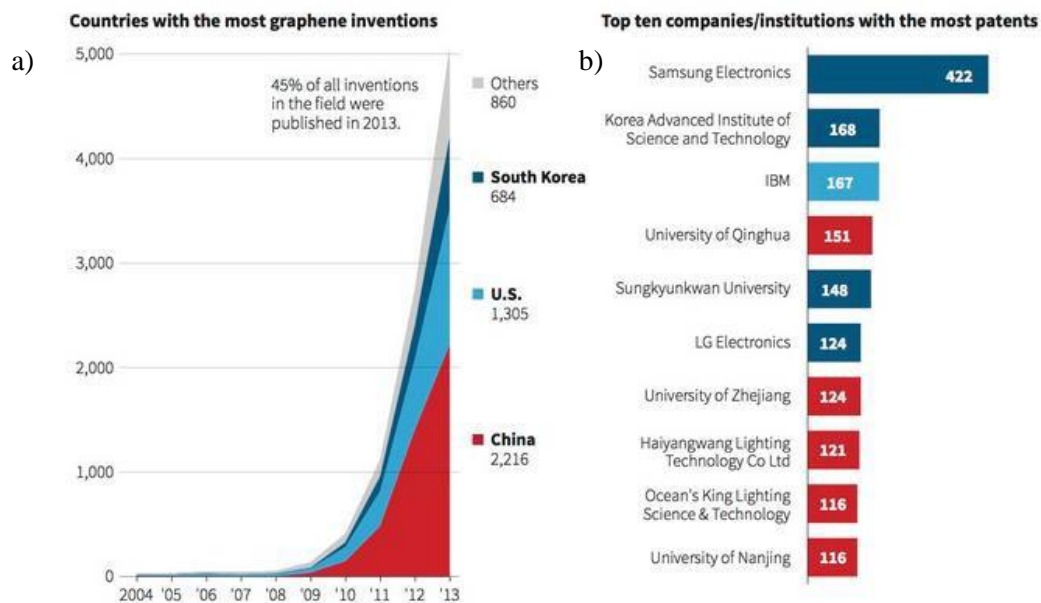 Countries with the most graphene inventions
a)
5,000
4,000
3,000
2,000
1,000
0
45% of all inventions
in the field were
published in 2013.
Others
860
South Korea
684
U.S.
1,305
China
2,216
2004 '05 '06 '07 '08 '09 '10 '11 '12 '13
Top ten companies/institutions with the most patents
b)
Samsung Electronics 422
Korea Advanced Institute of
Science and Technology 168
IBM 167
University of Qinghua 151
Sungkyunkwan University 148
LG Electronics 124
University of Zhejiang 124
Haiyangwang Lighting
Technology Co Ltd 121
Ocean's King Lighting
Science & Technology 116
University of Nanjing 116